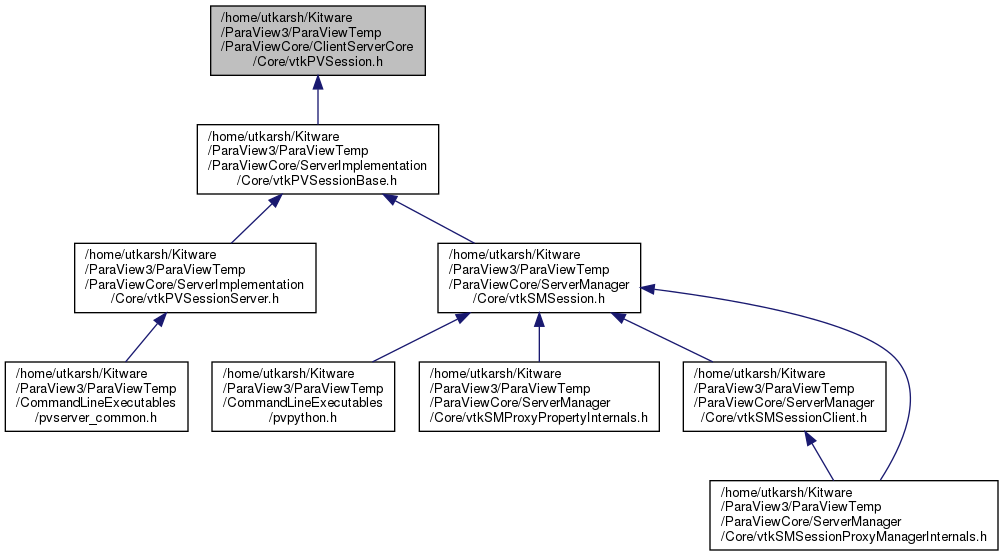 /home/utkarsh/Kitware
/ParaView3/ParaViewTemp
/ParaViewCore/ClientServerCore
/Core/vtkPVSession.h
/home/utkarsh/Kitware
/ParaView3/ParaViewTemp
/ParaViewCore/ServerImplementation
/Core/vtkPVSessionBase.h
/home/utkarsh/Kitware
/ParaView3/ParaViewTemp
/ParaViewCore/ServerImplementation
/Core/vtkPVSessionServer.h
/home/utkarsh/Kitware
/ParaView3/ParaViewTemp
/ParaViewCore/ServerManager
/Core/vtkSMSession.h
/home/utkarsh/Kitware
/ParaView3/ParaViewTemp
/CommandLineExecutables
/pvserver_common.h
/home/utkarsh/Kitware
/ParaView3/ParaViewTemp
/CommandLineExecutables
/pvpython.h
/home/utkarsh/Kitware
/ParaView3/ParaViewTemp
/ParaViewCore/ServerManager
/Core/vtkSMProxyPropertyInternals.h
/home/utkarsh/Kitware
/ParaView3/ParaViewTemp
/ParaViewCore/ServerManager
/Core/vtkSMSessionClient.h
/home/utkarsh/Kitware
/ParaView3/ParaViewTemp
/ParaViewCore/ServerManager
/Core/vtkSMSessionProxyManagerInternals.h